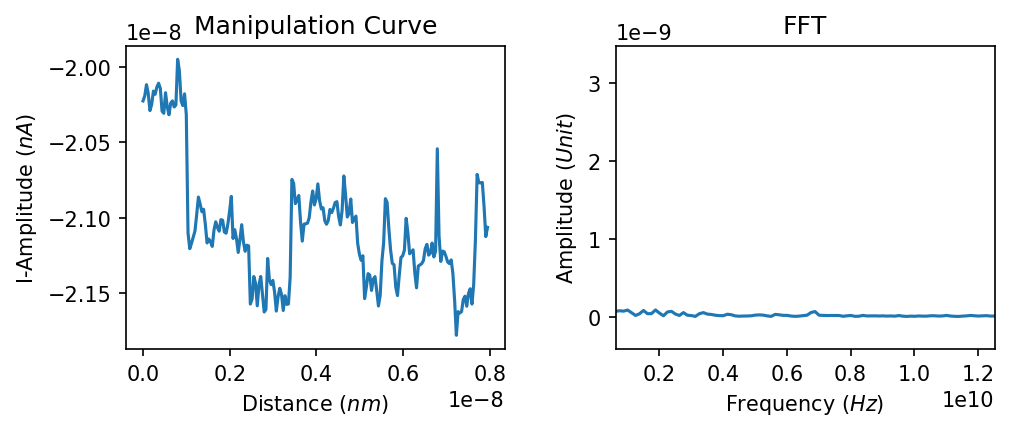 Manipulation Curve
1e−8
−2.00
−2.05
−2.10
−2.15
I-Amplitude (nA)
0.0 0.2 0.4 0.6 0.8
1e−8
Distance (nm)
FFT
1e−9
3
2
1
0
Amplitude (Unit)
0.2 0.4 0.6 0.8 1.0 1.2
1e10
Frequency (Hz)